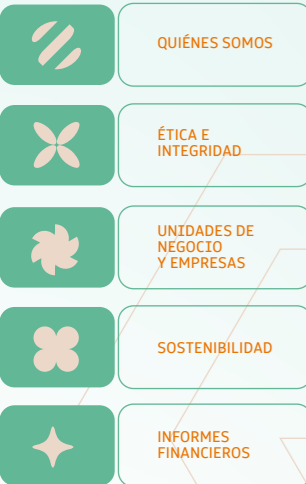 QUIÉNES SOMOS
ÉTICA E
INTEGRIDAD
UNIDADES DE
NEGOCIO
Y EMPRESAS
SOSTENIBILIDAD
INFORMES
FINANCIEROS